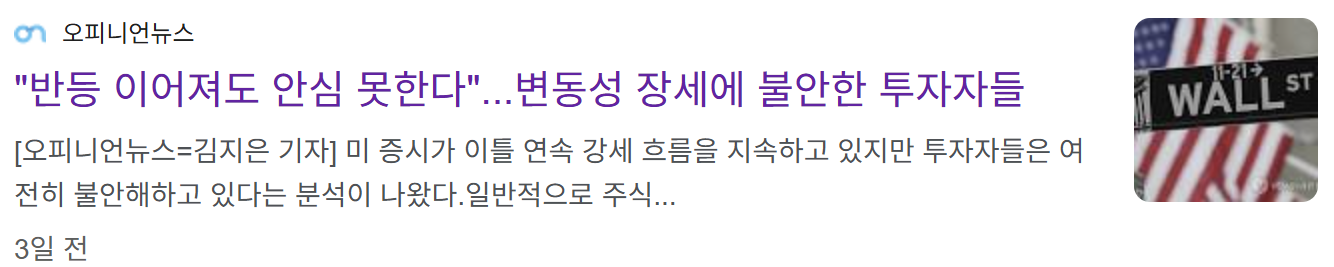 오피니언뉴스
"반등 이어져도 안심 못한다"...변동성 장세에 불안한 투자자들
[오피니언뉴스=김지은 기자] 미 증시가 이틀 연속 강세 흐름을 지속하고 있지만 투자자들은 여
전히 불안해하고 있다는 분석이 나왔다.일반적으로 주식...
3일 전
11-21→
WALL ST